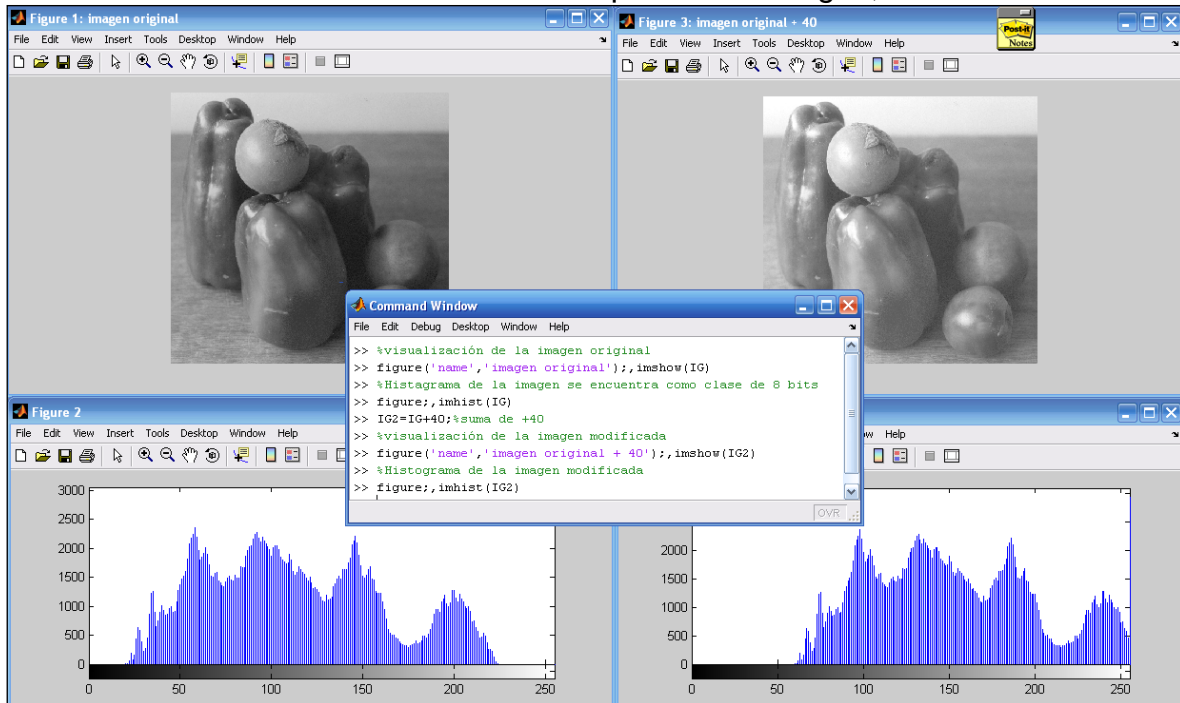 Figure 1: imagen original
File Edit View Insert Tools Desktop Window Help
Figure 3: imagen original + 40
Post-it
Notes
File Edit View Insert Tools Desktop Window Help
Command Window
File Edit Debug Desktop Window Help
>> %visualización de la imagen original
>> figure('name','imagen original');,imshow(IG)
>> %Histagrama de la imagen se encuentra como clase de 8 bits
>> figure;,imhist(IG)
>> IG2=IG+40;%suma de +40
>> %visualización de la imagen modificada
>> figure('name','imagen original + 40');,imshow(IG2)
>> %Histograma de la imagen modificada
>> figure;,imhist(IG2)
OVR
Figure 2
File Edit View Insert Tools Desktop Window Help
3000
2500
2000
1500
1000
500
0
0 50 100 150 200 250
Help
2000
1500
1000
500
0
0 50 100 150 200 250